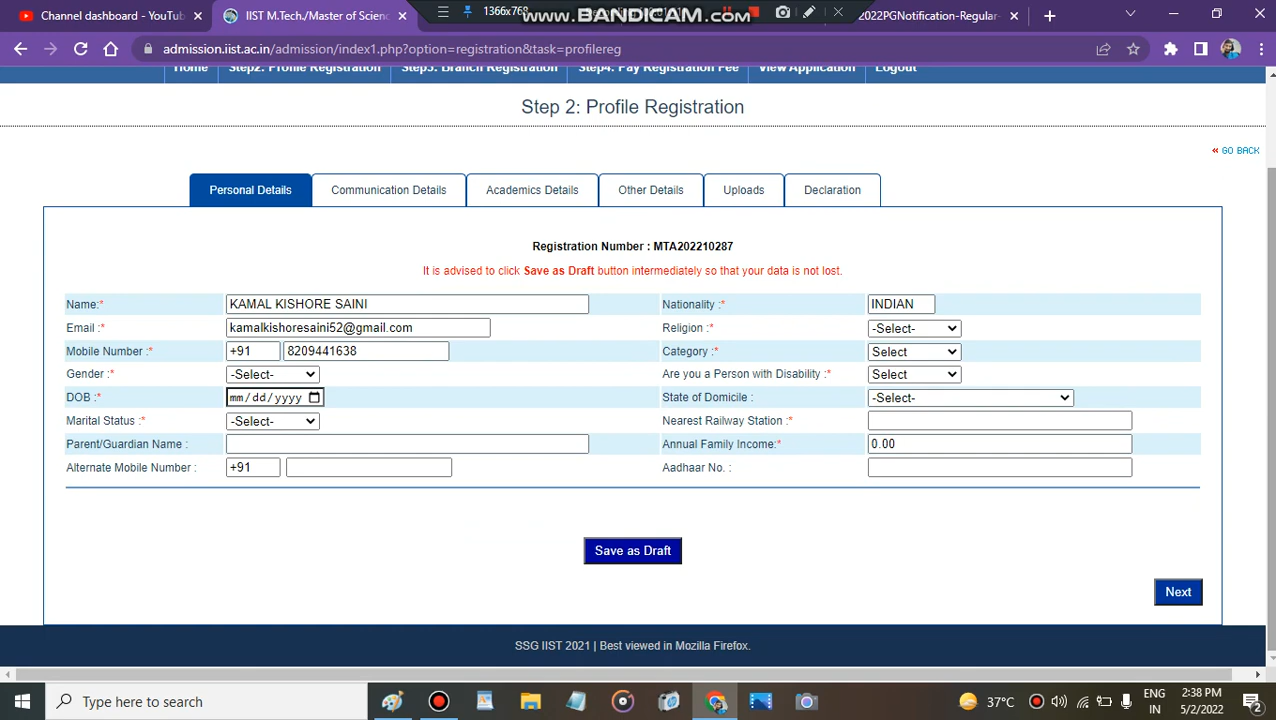 Channel dashboard - YouTub
IIST M.Tech./Master of Scienc
1366x768
www.BANDICAM.com
2022PGNotification-Regular-
admission.iist.ac.in/admission/index1.php?option=registration&task=profilereg
Home Step2: Profile Registration Step3: Branch Registration Step4: Pay Registration Fee View Application Logout
Step 2: Profile Registration
« GO BACK
Personal Details Communication Details Academics Details Other Details Uploads Declaration
Registration Number : MTA202210287
It is advised to click Save as Draft button intermediately so that your data is not lost.
Name:* KAMAL KISHORE SAINI Nationality :* INDIAN
Email :* kamalkishoresaini52@gmail.com Religion :* -Select-
Mobile Number :* +91 8209441638 Category :* Select
Gender :* -Select- Are you a Person with Disability :* Select
DOB :* mm/dd/yyyy State of Domicile : -Select-
Marital Status :* -Select- Nearest Railway Station :*
Parent/Guardian Name : Annual Family Income:* 0.00
Alternate Mobile Number : +91 Aadhaar No. :
Save as Draft
Next
SSG IIST 2021 | Best viewed in Mozilla Firefox.
Type here to search
37°C
ENG
IN
2:38 PM
5/2/2022
2